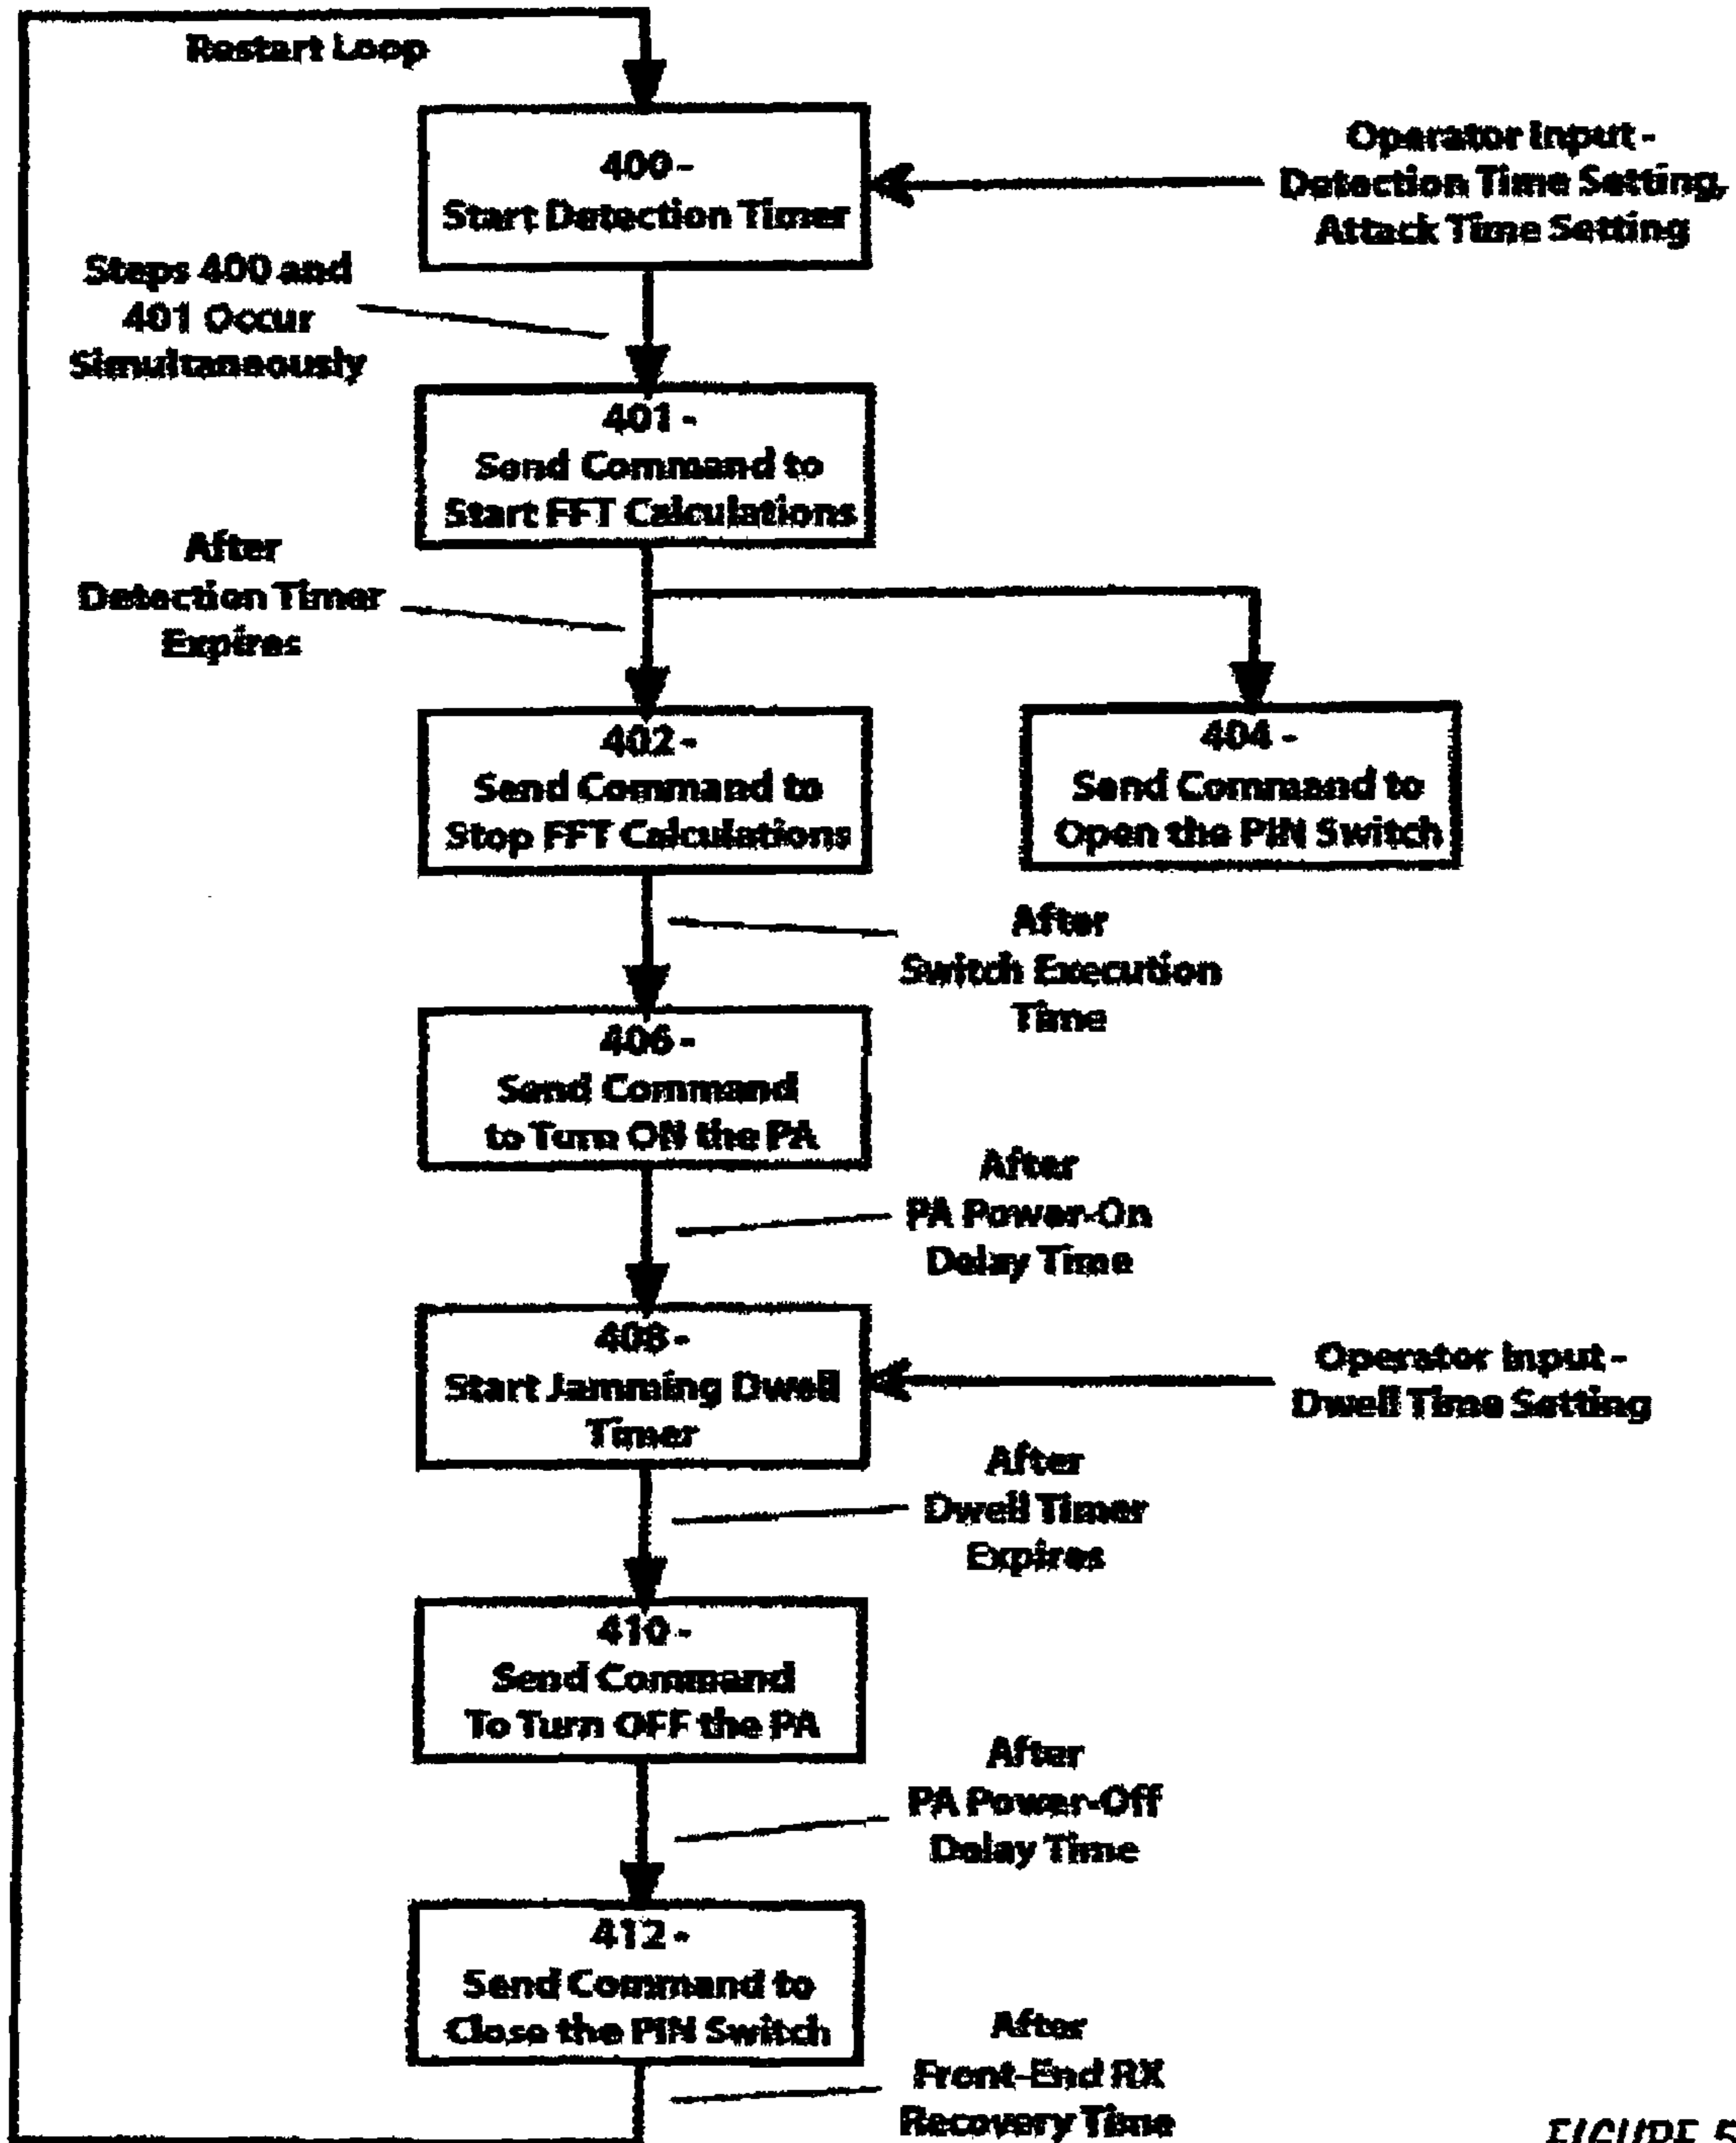 Restart Loop
400 -
Start Detection Timer
Operator Input -
Detection Time Setting,
Attack Time Setting
Steps 400 and
401 Occur
Simultaneously
401 -
Send Command to
Start FFT Calculations
After
Detection Timer
Expires
402 -
Send Command to
Stop FFT Calculations
404 -
Send Command to
Open the PIN Switch
After
Switch Execution
Time
406 -
Send Command
to Turn ON the PA
After
PA Power-On
Delay Time
408 -
Start Jamming Dwell
Timer
Operator Input -
Dwell Time Setting
After
Dwell Timer
Expires
410 -
Send Command
To Turn OFF the PA
After
PA Power-Off
Delay Time
412 -
Send Command to
Close the PIN Switch
After
Front-End RX
Recovery Time
FIGURE 5